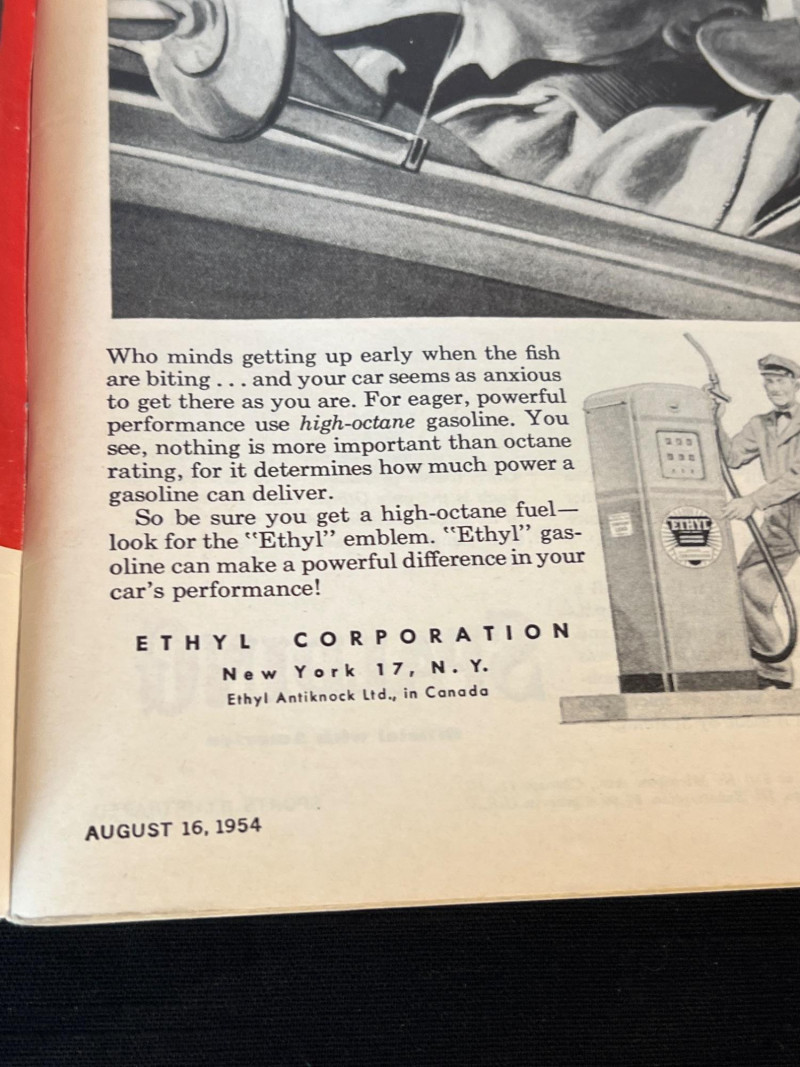 Who minds getting up early when the fish
are biting . . . and your car seems as anxious
to get there as you are. For eager, powerful
performance use high-octane gasoline. You
see, nothing is more important than octane
rating, for it determines how much power a
gasoline can deliver.
So be sure you get a high-octane fuel—
look for the "Ethyl" emblem. "Ethyl" gas-
oline can make a powerful difference in your
car's performance!
ETHYL
ETHYL CORPORATION
New York 17, N. Y.
Ethyl Antiknock Ltd., in Canada
AUGUST 16, 1954